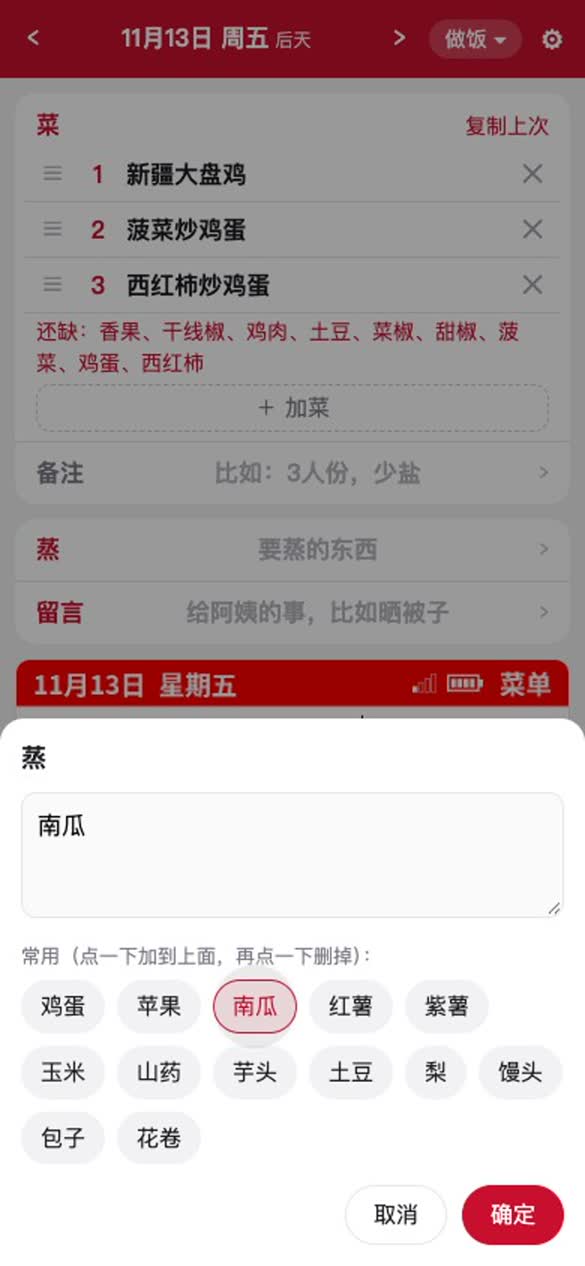 < 11月13日 周五 后天 > 做饭
菜 复制上次
1 新疆大盘鸡
2 菠菜炒鸡蛋
3 西红柿炒鸡蛋
还缺：香果、干线椒、鸡肉、土豆、菜椒、甜椒、菠
菜、鸡蛋、西红柿
+ 加菜
备注 比如：3人份，少盐 >
蒸 要蒸的东西 >
留言 给阿姨的事，比如晒被子 >
11月13日 星期五 菜单
蒸
南瓜
常用（点一下加到上面，再点一下删掉）：
鸡蛋 苹果 南瓜 红薯 紫薯
玉米 山药 芋头 土豆 梨 馒头
包子 花卷
取消 确定